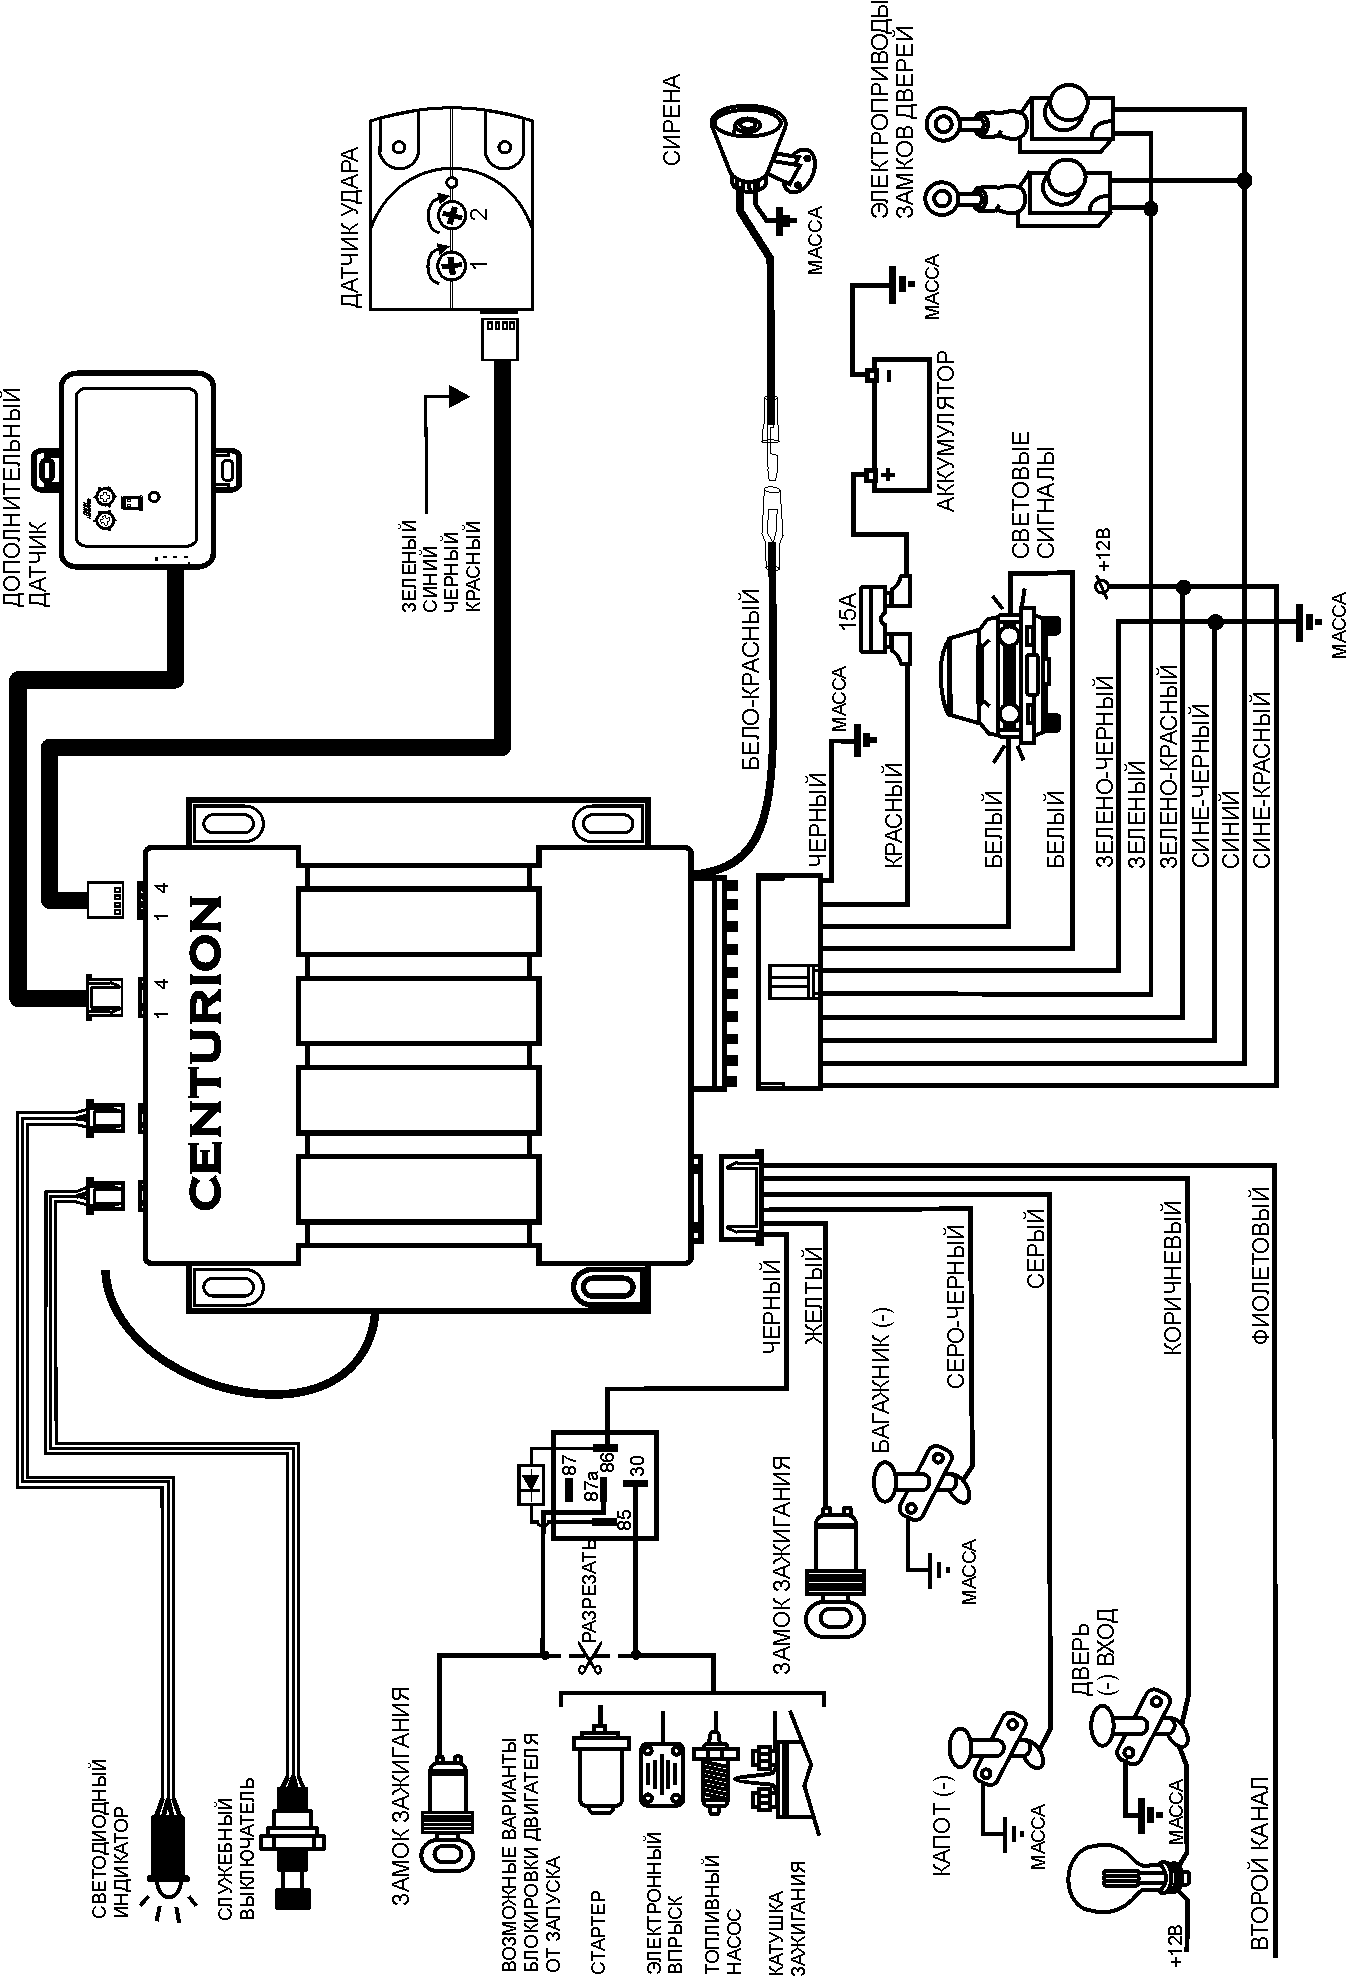 ДОПОЛНИТЕЛЬНЫЙ
ДАТЧИК
ДАТЧИК УДАРА
1
2
ЗЕЛЕНЫЙ
СИНИЙ
ЧЕРНЫЙ
КРАСНЫЙ
СИРЕНА
МАССА
ЭЛЕКТРОПРИВОДЫ
ЗАМКОВ ДВЕРЕЙ
МАССА
АККУМУЛЯТОР
-
+
15А
СВЕТОВЫЕ
СИГНАЛЫ
+12В
МАССА
БЕЛО-КРАСНЫЙ
МАССА
ЧЕРНЫЙ
КРАСНЫЙ
БЕЛЫЙ
БЕЛЫЙ
ЗЕЛЕНО-ЧЕРНЫЙ
ЗЕЛЕНЫЙ
ЗЕЛЕНО-КРАСНЫЙ
СИНЕ-ЧЕРНЫЙ
СИНИЙ
СИНЕ-КРАСНЫЙ
1 4
1 4
CENTURION
ЧЕРНЫЙ
ЖЕЛТЫЙ
СЕРО-ЧЕРНЫЙ
СЕРЫЙ
КОРИЧНЕВЫЙ
ФИОЛЕТОВЫЙ
87
87a
86
30
85
РАЗРЕЗАТЬ
БАГАЖНИК (-)
МАССА
ЗАМОК ЗАЖИГАНИЯ
ДВЕРЬ
(-) ВХОД
МАССА
КАПОТ (-)
МАССА
+12В
ВТОРОЙ КАНАЛ
СВЕТОДИОДНЫЙ
ИНДИКАТОР
СЛУЖЕБНЫЙ
ВЫКЛЮЧАТЕЛЬ
ЗАМОК ЗАЖИГАНИЯ
ВОЗМОЖНЫЕ ВАРИАНТЫ
БЛОКИРОВКИ ДВИГАТЕЛЯ
ОТ ЗАПУСКА
СТАРТЕР
ЭЛЕКТРОННЫЙ
ВПРЫСК
ТОПЛИВНЫЙ
НАСОС
КАТУШКА
ЗАЖИГАНИЯ